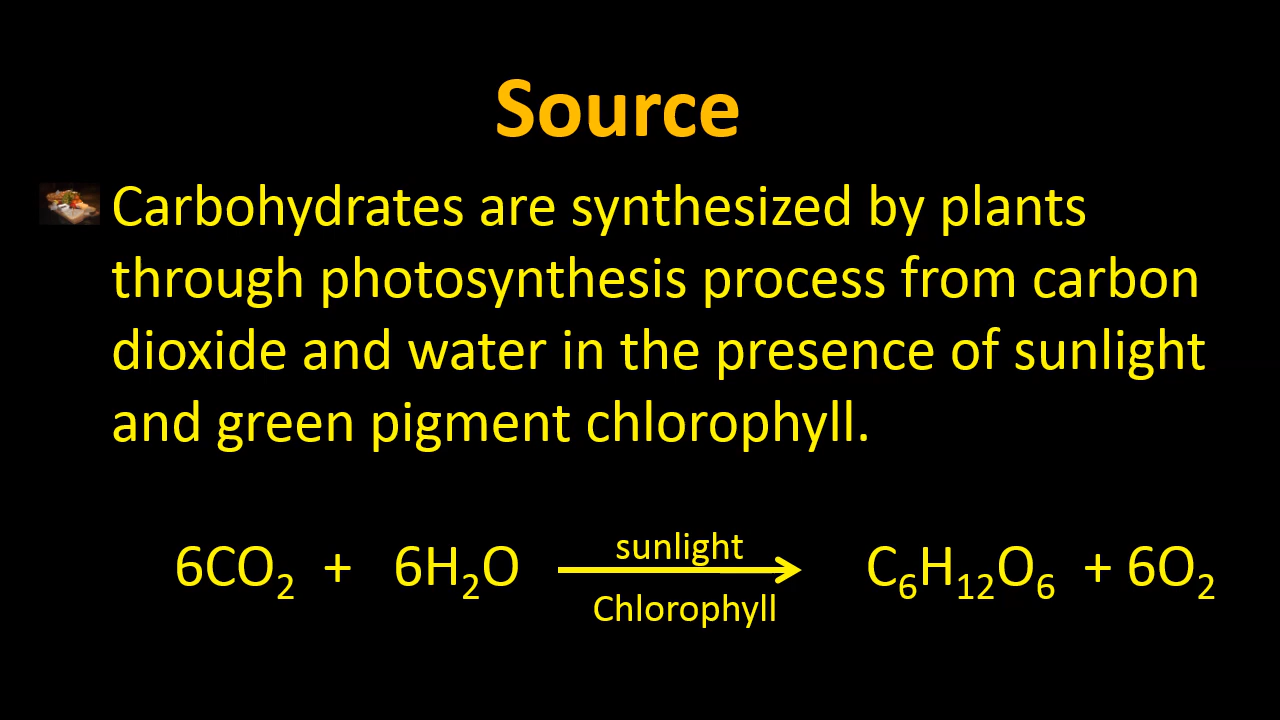 Source
Carbohydrates are synthesized by plants
through photosynthesis process from carbon
dioxide and water in the presence of sunlight
and green pigment chlorophyll.
6CO₂ + 6H₂O sunlight C₆H₁₂O₆ + 6O₂
Chlorophyll